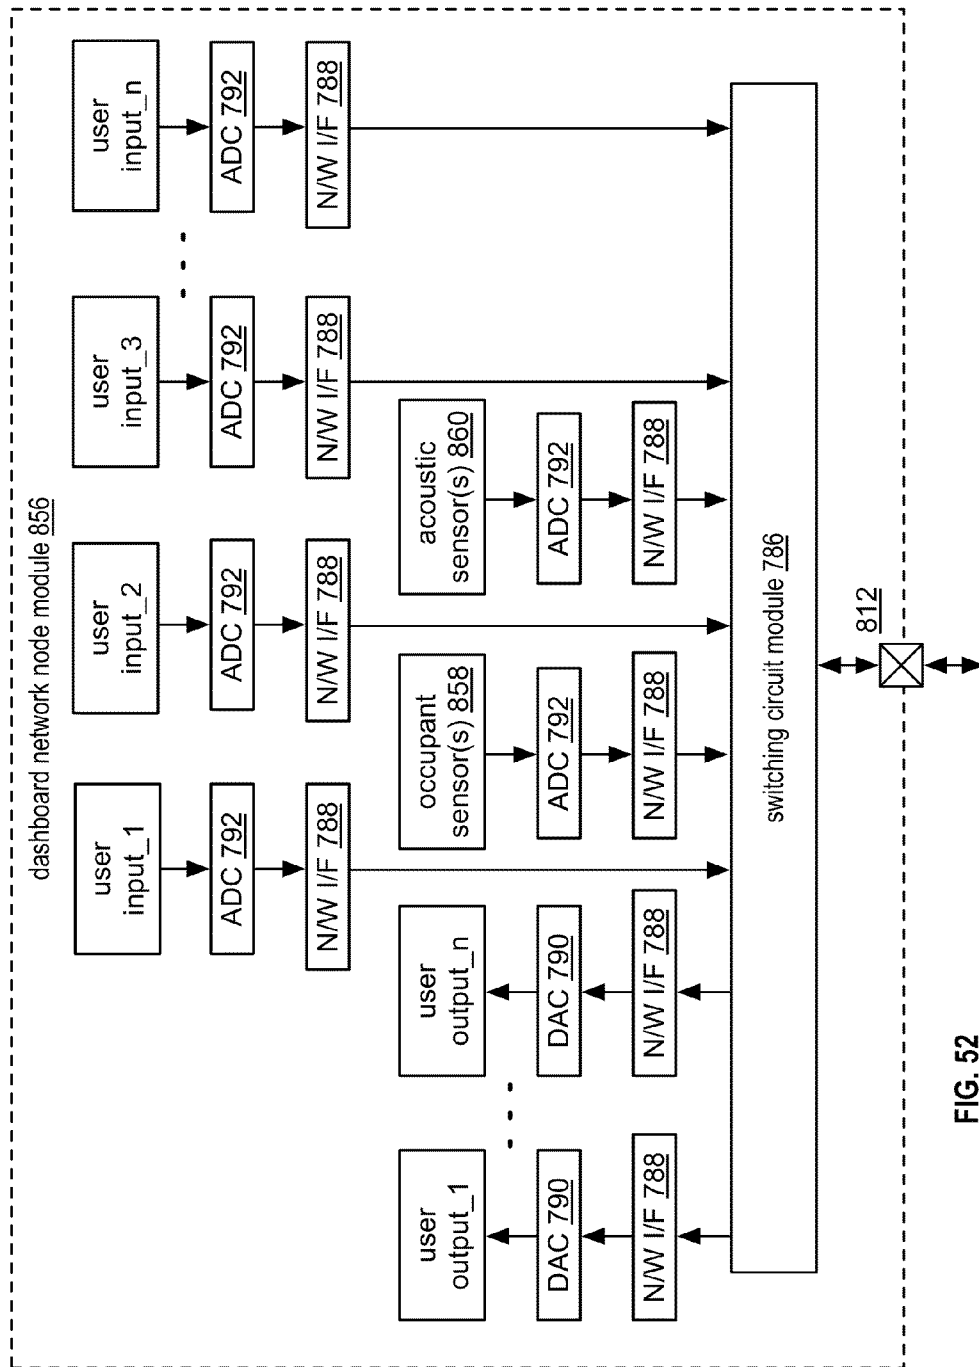 dashboard network node module 856
user
input_1
ADC 792
N/W I/F 788
user
input_2
ADC 792
N/W I/F 788
user
input_3
ADC 792
N/W I/F 788
. . .
user
input_n
ADC 792
N/W I/F 788
user
output_1
DAC 790
N/W I/F 788
. . .
user
output_n
DAC 790
N/W I/F 788
occupant
sensor(s) 858
ADC 792
N/W I/F 788
acoustic
sensor(s) 860
ADC 792
N/W I/F 788
switching circuit module 786
812
FIG. 52